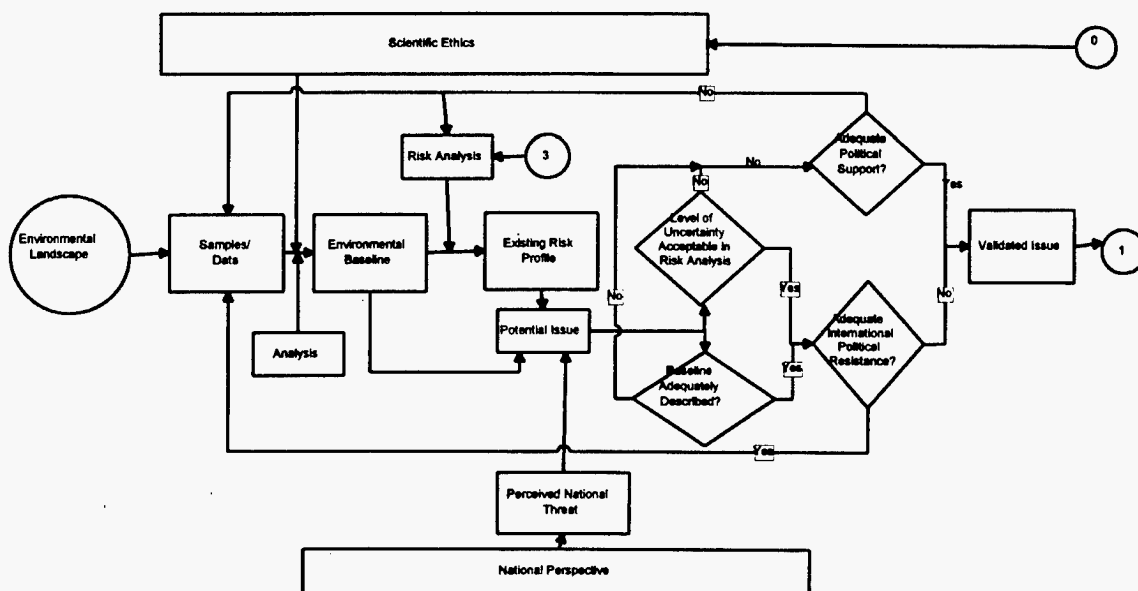 Scientific Ethics
0
No
Adequate
Political
Support?
Risk Analysis
3
No
No
Yes
Environmental
Landscape
Samples/
Data
Environmental
Baseline
Existing Risk
Profile
Level of
Uncertainty
Acceptable in
Risk Analysis
Validated Issue
1
No
Yes
No
Analysis
Potential Issue
Adequate
International
Political
Resistance?
Baseline
Adequately
Described?
Yes
Yes
Perceived National
Threat
National Perspective